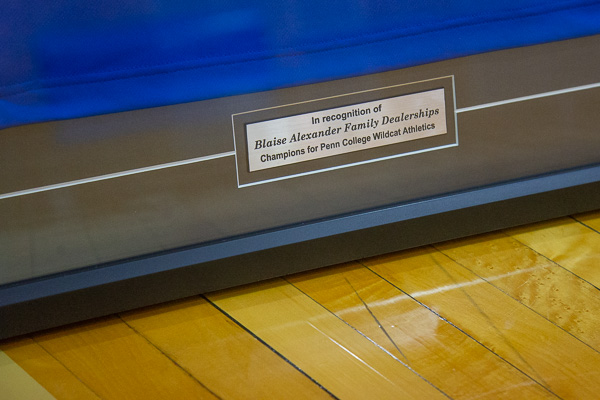 In recognition of
Blaise Alexander Family Dealerships
Champions for Penn College Wildcat Athletics